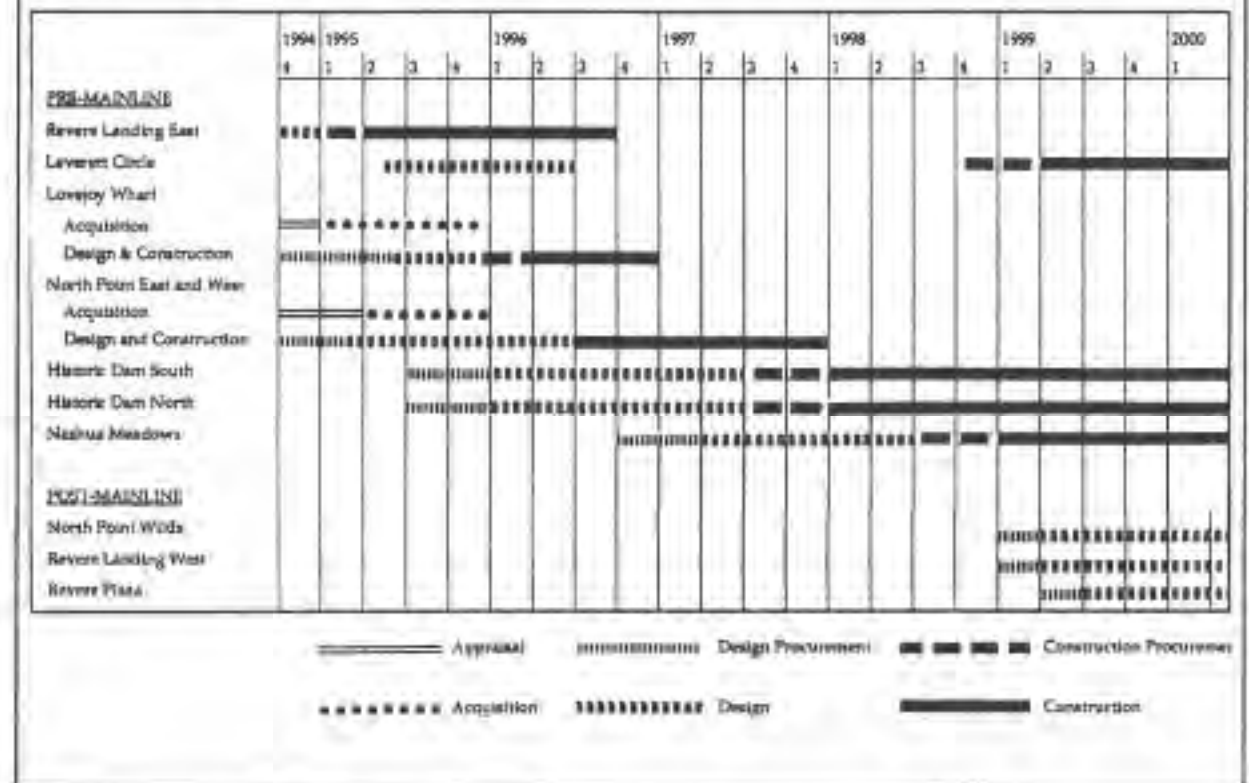 1994 1995 1996 1997 1998 1999 2000
4 1 2 3 4 1 2 3 4 1 2 3 4 1 2 3 4 1 2 3 4 1
PRE-MAINLINE
Revere Landing East
Leverett Circle
Lovejoy Wharf
Acquisition
Design & Construction
North Point East and West
Acquisition
Design and Construction
Historic Dam South
Historic Dam North
Nashua Meadows
POST-MAINLINE
North Point Wilds
Revere Landing West
Revere Plaza
Appraisal Design Procurement Construction Procuremen
Acquisition Design Construction